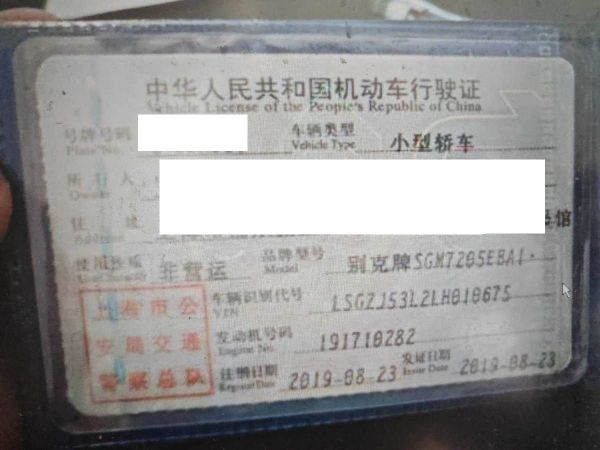 中华人民共和国机动车行驶证
Vehicle License of the People's Republic of China
号牌号码 车辆类型 小型轿车
Plate No. Vehicle Type
所有人
Owner
住址 馆
Address
使用性质 非营运 品牌型号 别克牌SGM7205EBA1
Model
车辆识别代号 LSGZJ53L2LH010675
VIN
发动机号码 191710282
Engine No.
注册日期 2019-08-23 发证日期 2019-08-23
Register Date Issue Date
上海市公
安局交通
警察总队